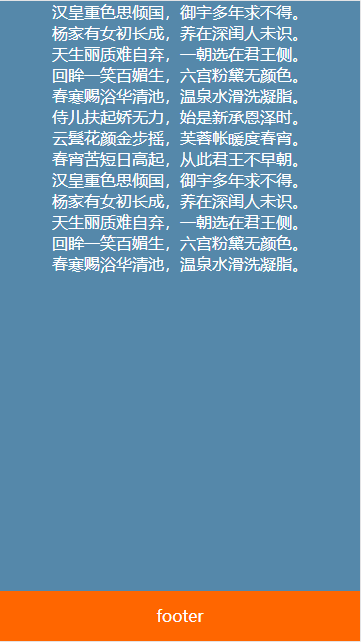 汉皇重色思倾国，御宇多年求不得。
杨家有女初长成，养在深闺人未识。
天生丽质难自弃，一朝选在君王侧。
回眸一笑百媚生，六宫粉黛无颜色。
春寒赐浴华清池，温泉水滑洗凝脂。
侍儿扶起娇无力，始是新承恩泽时。
云鬓花颜金步摇，芙蓉帐暖度春宵。
春宵苦短日高起，从此君王不早朝。
汉皇重色思倾国，御宇多年求不得。
杨家有女初长成，养在深闺人未识。
天生丽质难自弃，一朝选在君王侧。
回眸一笑百媚生，六宫粉黛无颜色。
春寒赐浴华清池，温泉水滑洗凝脂。
footer